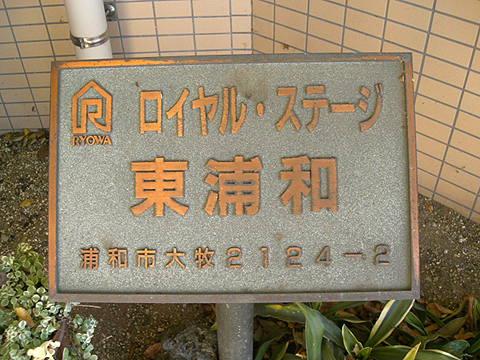 ロイヤル・ステージ
RYOWA
東浦和
浦和市大牧2124-2